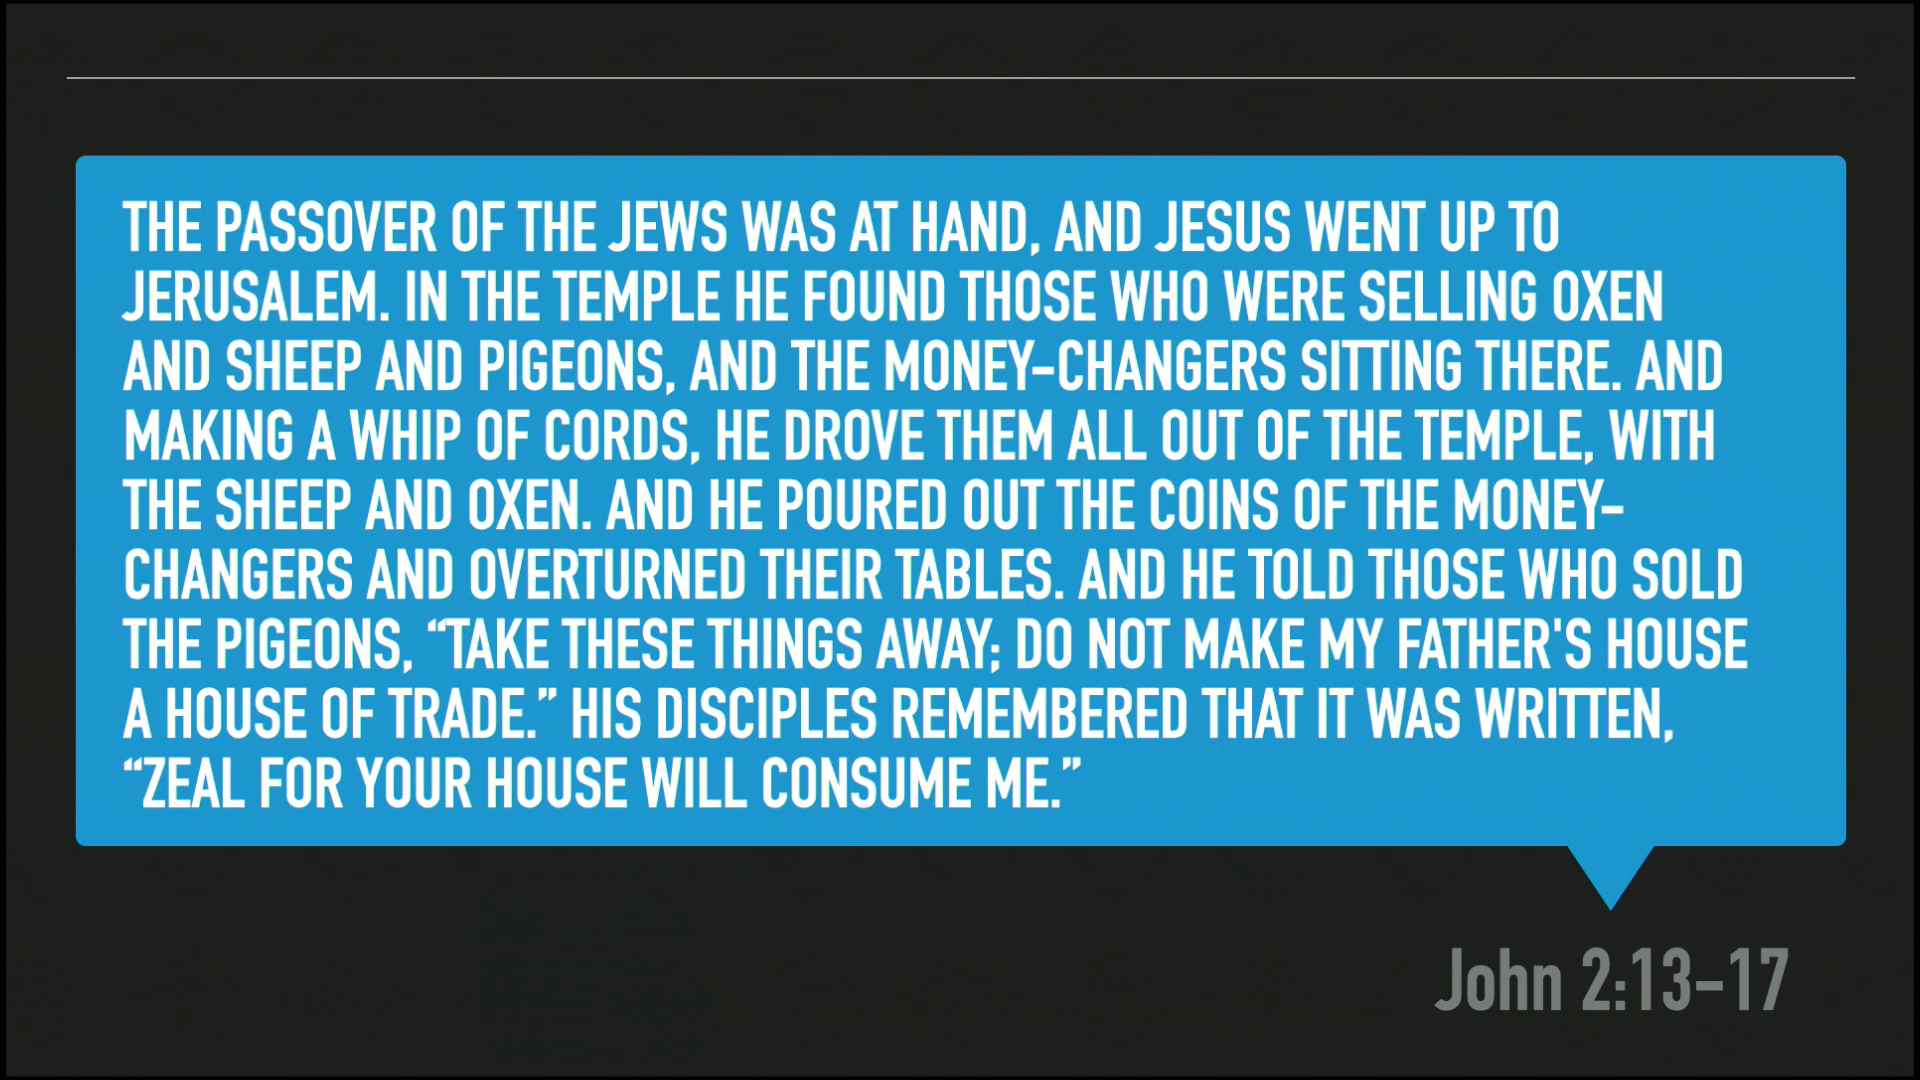 THE PASSOVER OF THE JEWS WAS AT HAND, AND JESUS WENT UP TO
JERUSALEM. IN THE TEMPLE HE FOUND THOSE WHO WERE SELLING OXEN
AND SHEEP AND PIGEONS, AND THE MONEY-CHANGERS SITTING THERE. AND
MAKING A WHIP OF CORDS, HE DROVE THEM ALL OUT OF THE TEMPLE, WITH
THE SHEEP AND OXEN. AND HE POURED OUT THE COINS OF THE MONEY-
CHANGERS AND OVERTURNED THEIR TABLES. AND HE TOLD THOSE WHO SOLD
THE PIGEONS, “TAKE THESE THINGS AWAY; DO NOT MAKE MY FATHER'S HOUSE
A HOUSE OF TRADE.” HIS DISCIPLES REMEMBERED THAT IT WAS WRITTEN,
“ZEAL FOR YOUR HOUSE WILL CONSUME ME.”
John 2:13-17